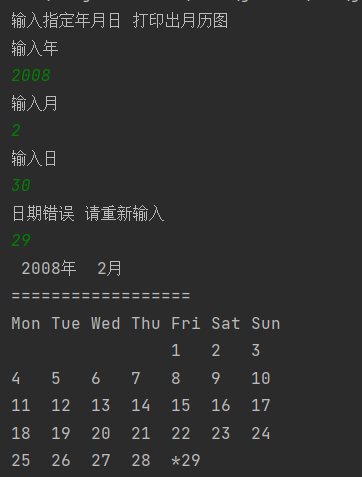 输入指定年月日 打印出月历图
输入年
2008
输入月
2
输入日
30
日期错误 请重新输入
29
2008年  2月
==================
Mon Tue Wed Thu Fri Sat Sun
                1   2   3
4   5   6   7   8   9   10
11  12  13  14  15  16  17
18  19  20  21  22  23  24
25  26  27  28  *29